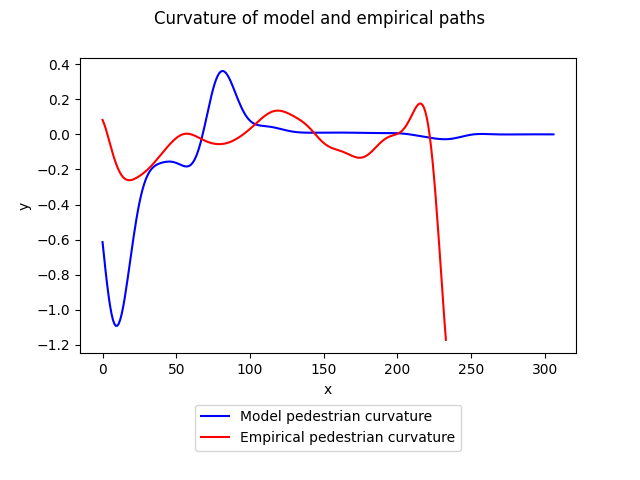 Curvature of model and empirical paths
0.4
0.2
0.0
−0.2
−0.4
−0.6
−0.8
−1.0
−1.2
y
0 50 100 150 200 250 300
x
Model pedestrian curvature
Empirical pedestrian curvature